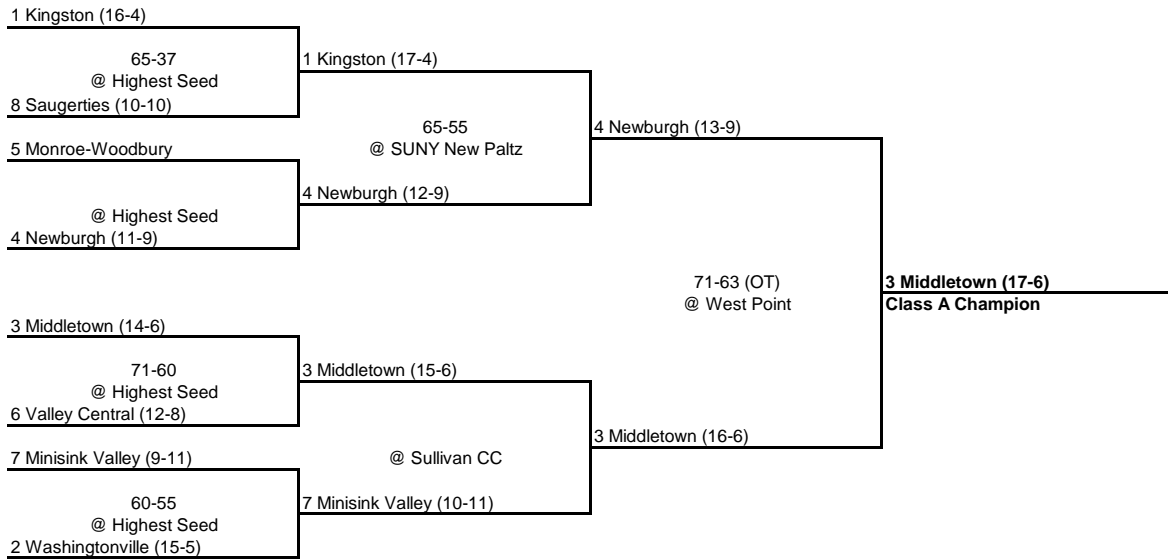 1 Kingston (16-4)
65-37
@ Highest Seed
8 Saugerties (10-10)
1 Kingston (17-4)
5 Monroe-Woodbury
@ Highest Seed
4 Newburgh (11-9)
4 Newburgh (12-9)
65-55
@ SUNY New Paltz
4 Newburgh (13-9)
3 Middletown (14-6)
71-60
@ Highest Seed
6 Valley Central (12-8)
3 Middletown (15-6)
7 Minisink Valley (9-11)
60-55
@ Highest Seed
2 Washingtonville (15-5)
7 Minisink Valley (10-11)
@ Sullivan CC
3 Middletown (16-6)
71-63 (OT)
@ West Point
3 Middletown (17-6)
Class A Champion